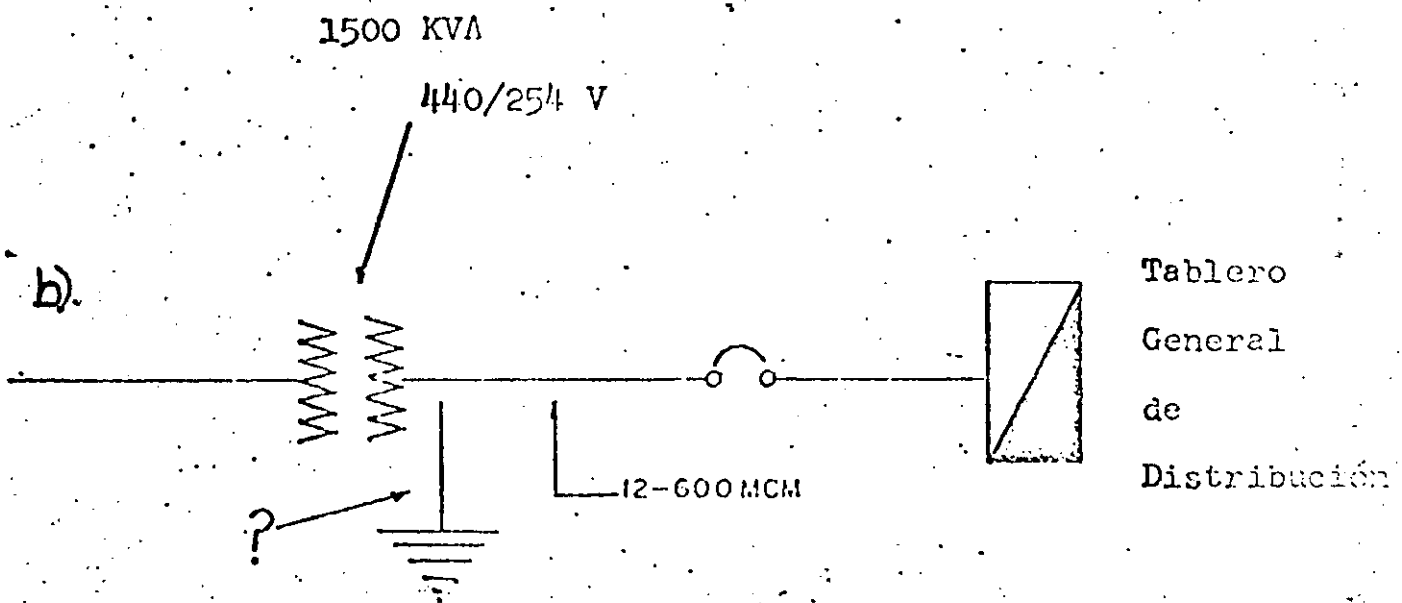 1500 KVA
440/254 V
b).
Tablero
General
de
Distribución
12-600 MCM
?